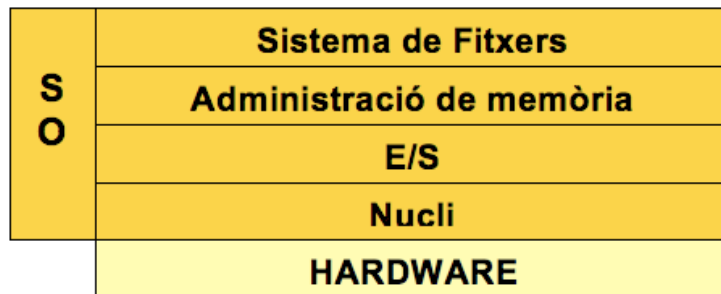 S
O
Sistema de Fitxers
Administració de memòria
E/S
Nucli
HARDWARE